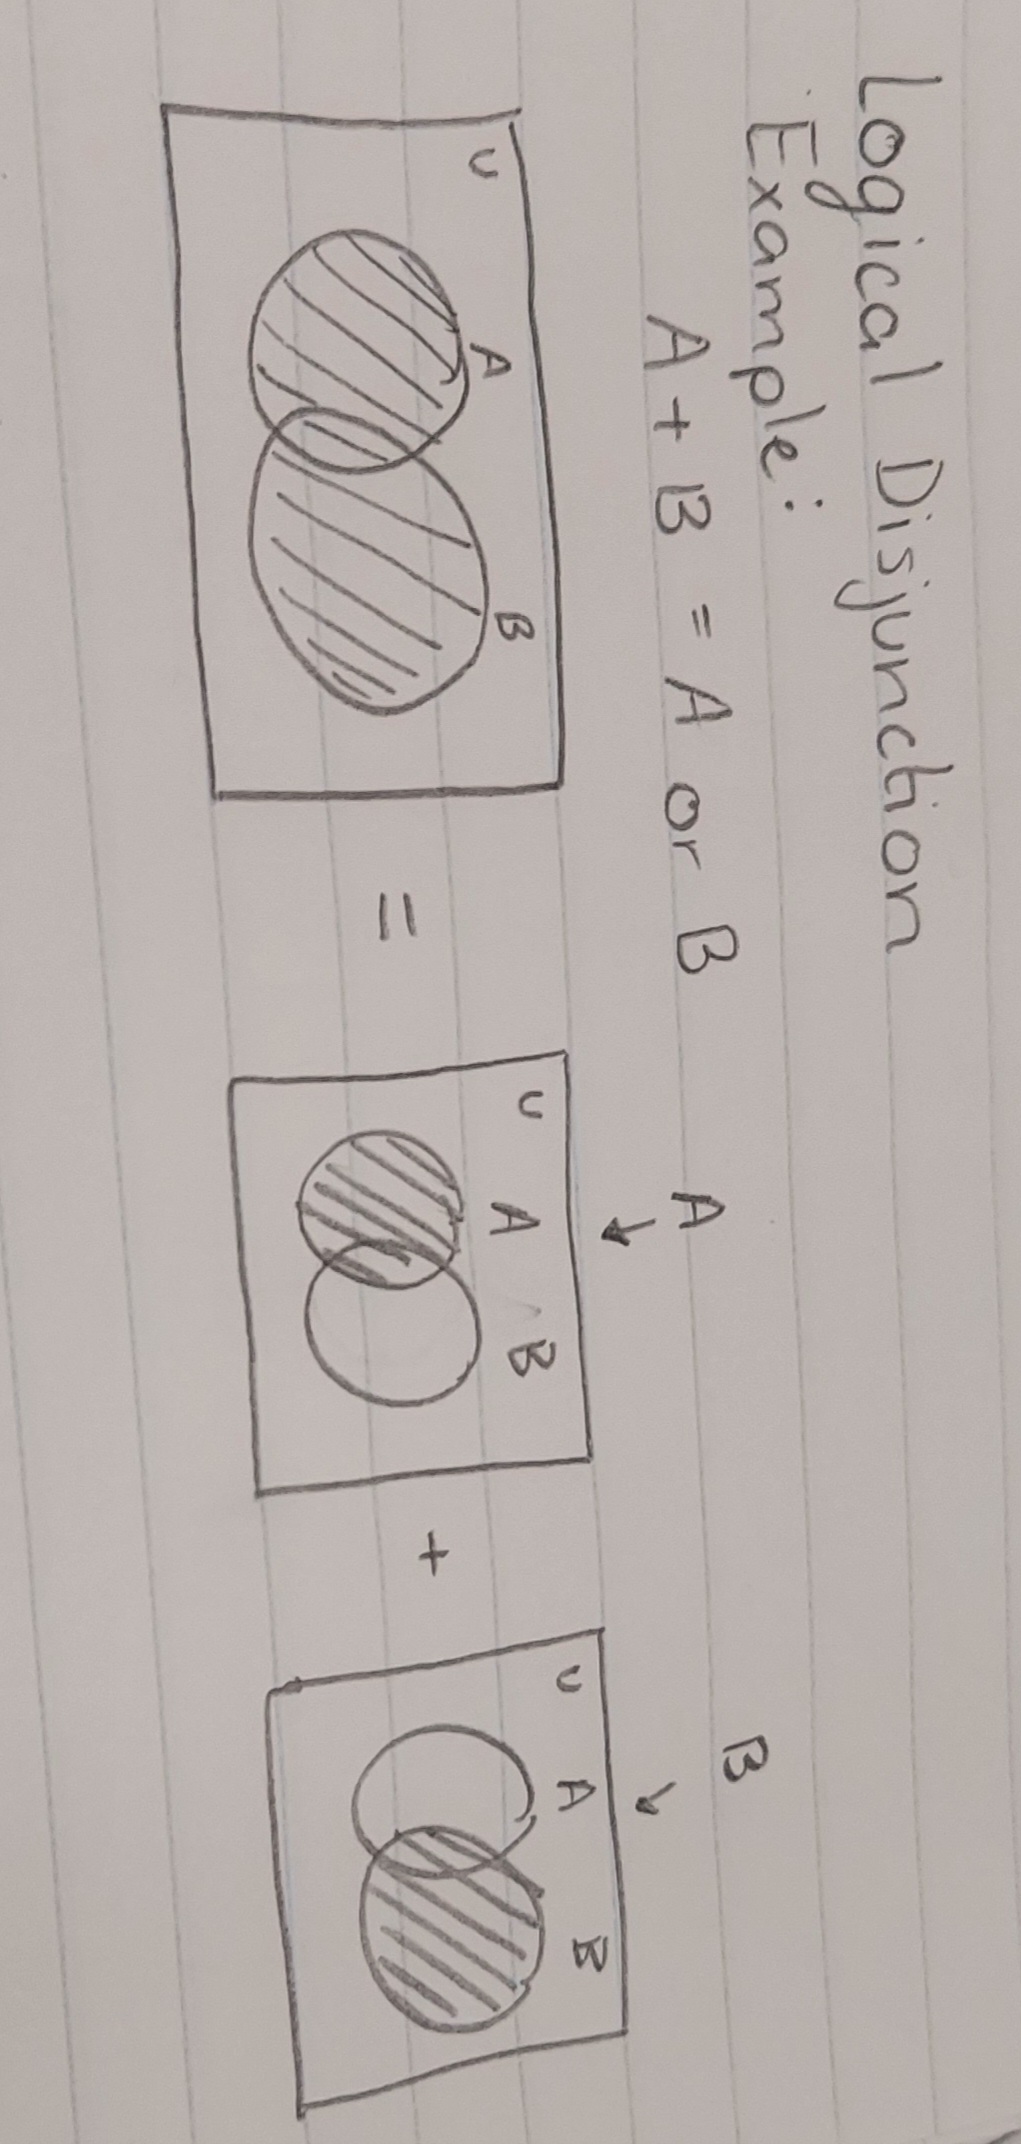 Logical Disjunction
Example:
A + B = A or B
A
B
U A B
=
U A B
+
U A B